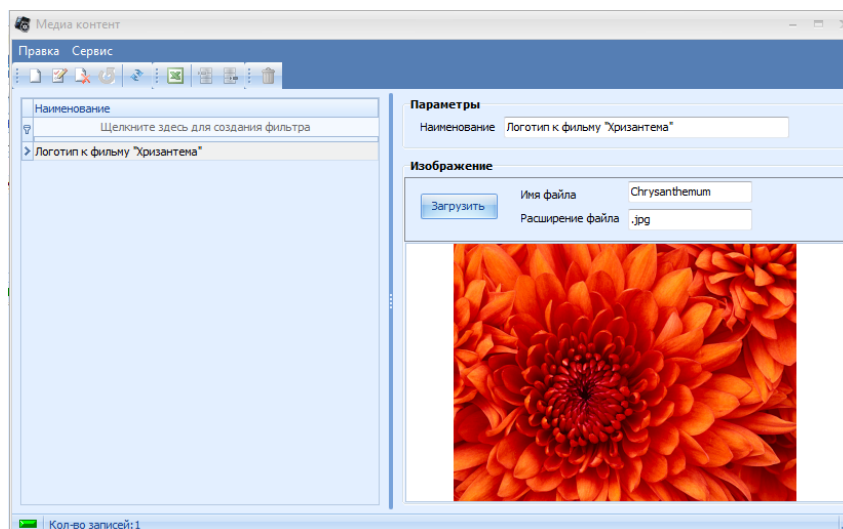 Медиа контент
Правка Сервис
Наименование
Щелкните здесь для создания фильтра
Логотип к фильму "Хризантема"
Параметры
Наименование Логотип к фильму "Хризантема"
Изображение
Загрузить
Имя файла Chrysanthemum
Расширение файла .jpg
Кол-во записей:1